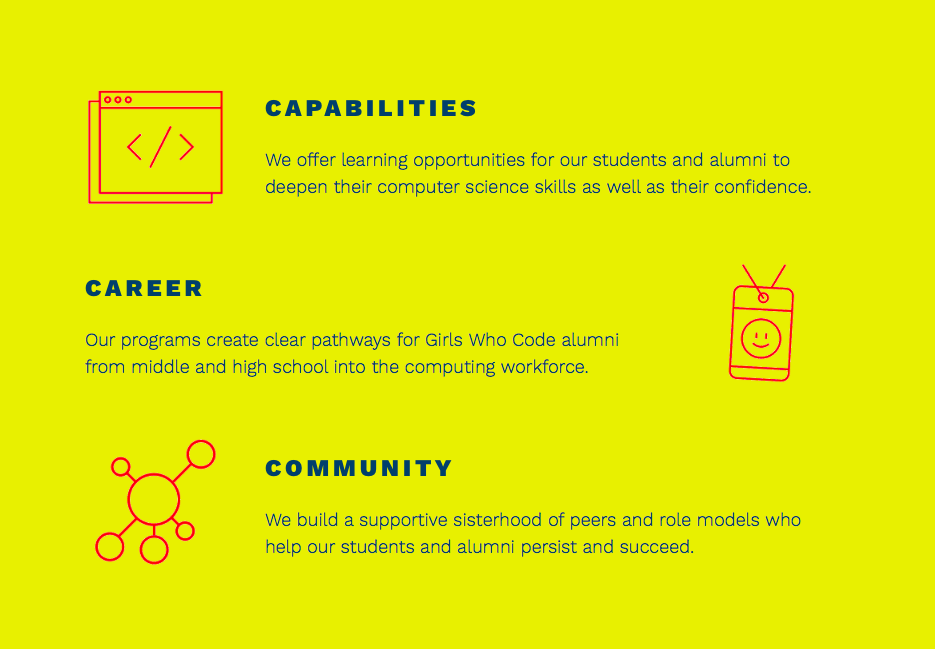 CAPABILITIES
We offer learning opportunities for our students and alumni to
deepen their computer science skills as well as their confidence.
CAREER
Our programs create clear pathways for Girls Who Code alumni
from middle and high school into the computing workforce.
COMMUNITY
We build a supportive sisterhood of peers and role models who
help our students and alumni persist and succeed.